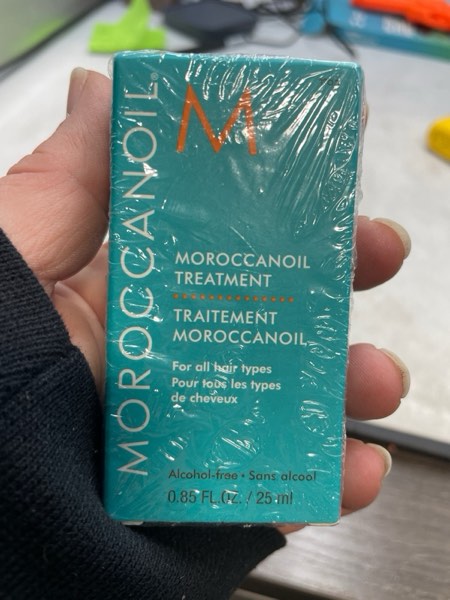 MOROCCANOIL®
M
MOROCCANOIL
TREATMENT
TRAITEMENT
MOROCCANOIL
For all hair types
Pour tous les types
de cheveux
Alcohol-free • Sans alcool
0.85 FL.OZ. / 25 ml